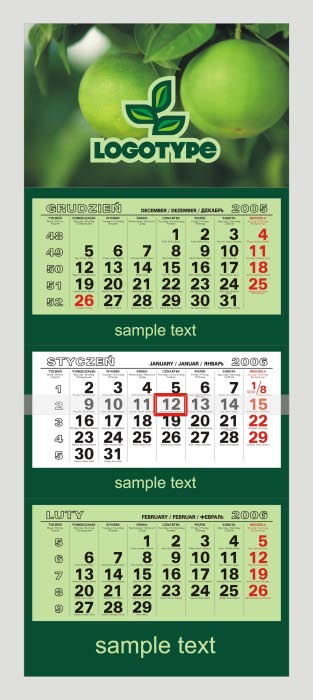 LOGOTYPE
GRUDZIEŃ DECEMBER / DEZEMBER / ДЕКАБРЬ 2005
TYDZIEŃ PONIEDZIAŁEK WTOREK ŚRODA CZWARTEK PIĄTEK SOBOTA NIEDZIELA
48 1 2 3 4
49 5 6 7 8 9 10 11
50 12 13 14 15 16 17 18
51 19 20 21 22 23 24 25
52 26 27 28 29 30 31
sample text
STYCZEŃ JANUARY / JANUAR / ЯНВАРЬ 2006
TYDZIEŃ PONIEDZIAŁEK WTOREK ŚRODA CZWARTEK PIĄTEK SOBOTA NIEDZIELA
1 2 3 4 5 6 7 1/8
2 9 10 11 12 13 14 15
3 16 17 18 19 20 21 22
4 23 24 25 26 27 28 29
5 30 31
sample text
LUTY FEBRUARY / FEBRUAR / ФЕВРАЛЬ 2006
TYDZIEŃ PONIEDZIAŁEK WTOREK ŚRODA CZWARTEK PIĄTEK SOBOTA NIEDZIELA
5 1 2 3 4 5
6 6 7 8 9 10 11 12
7 13 14 15 16 17 18 19
8 20 21 22 23 24 25 26
9 27 28 29
sample text